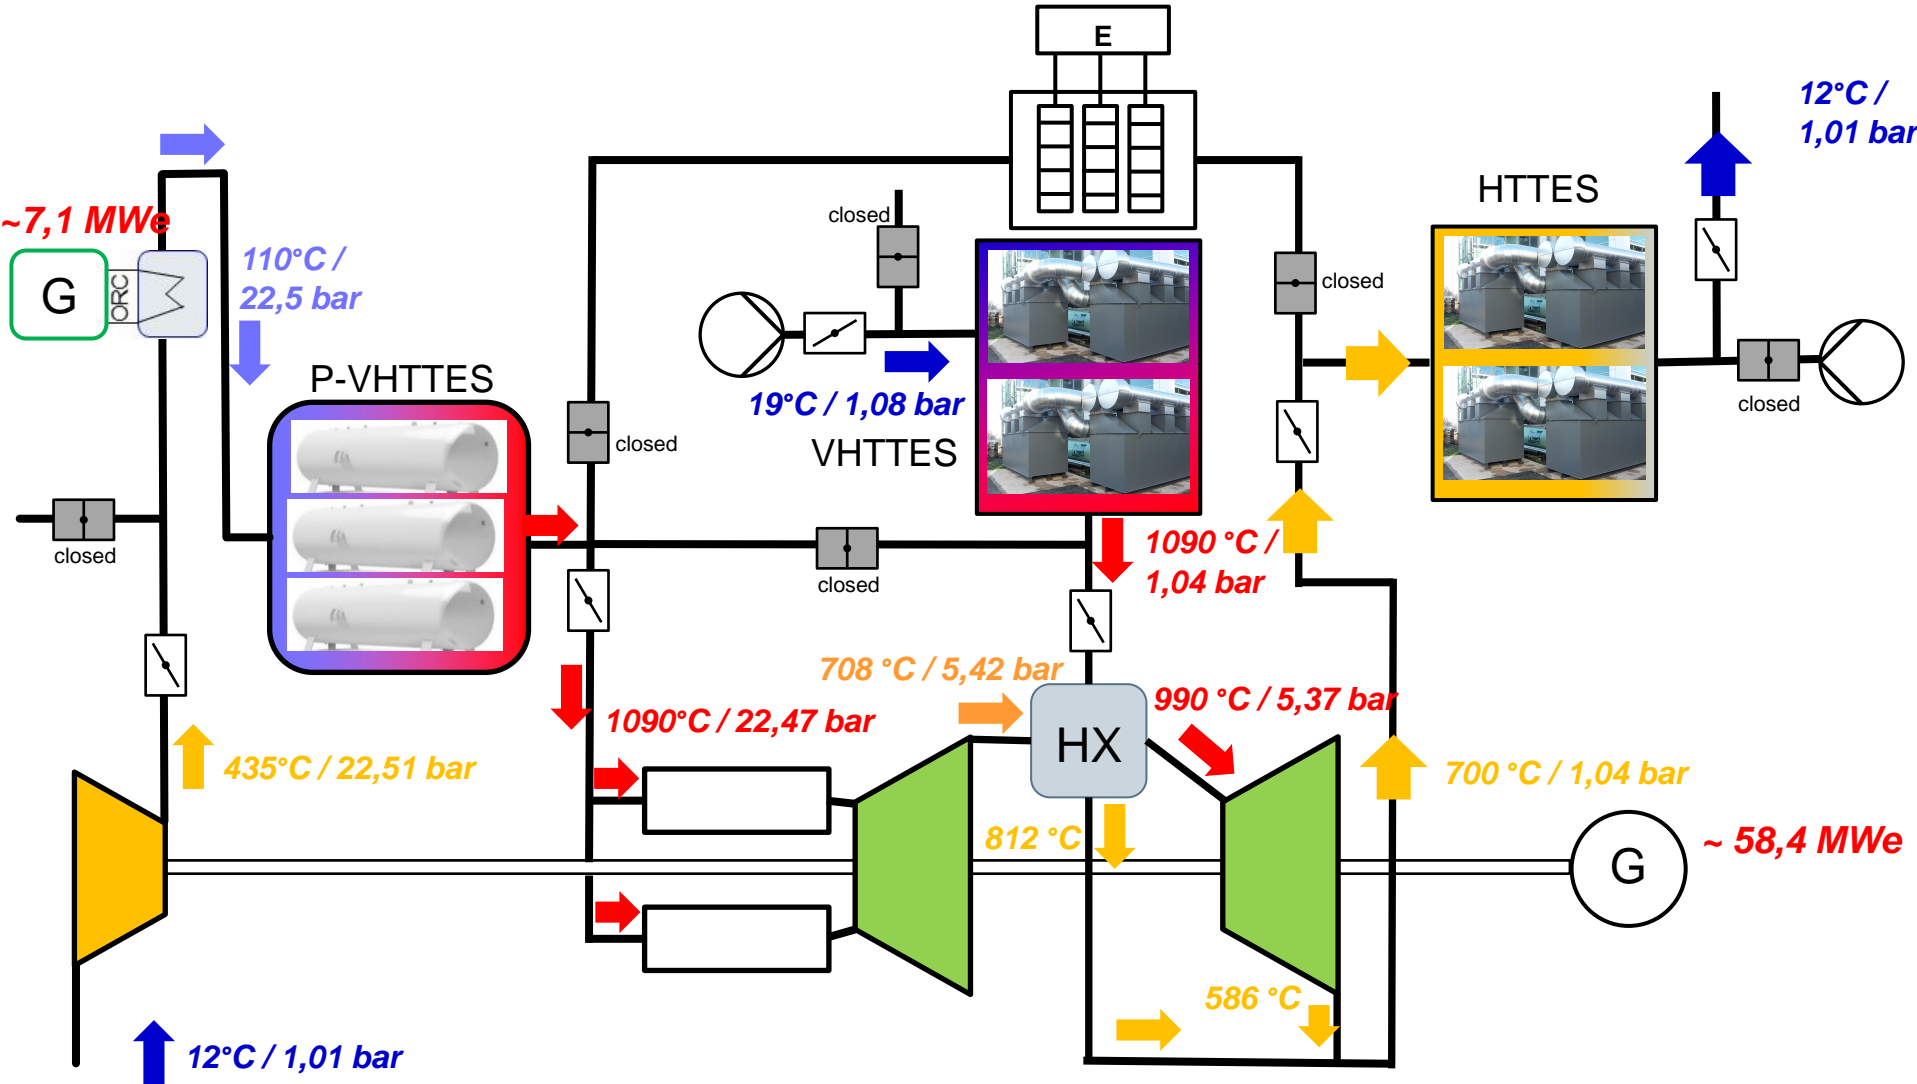 E
12°C /
1,01 bar
HTTES
closed
~7,1 MWe
G
ORC
110°C /
22,5 bar
closed
P-VHTTES
19°C / 1,08 bar
VHTTES
closed
closed
closed
closed
1090 °C /
1,04 bar
708 °C / 5,42 bar
HX
990 °C / 5,37 bar
1090°C / 22,47 bar
435°C / 22,51 bar
700 °C / 1,04 bar
812 °C
G
~ 58,4 MWe
586 °C
12°C / 1,01 bar